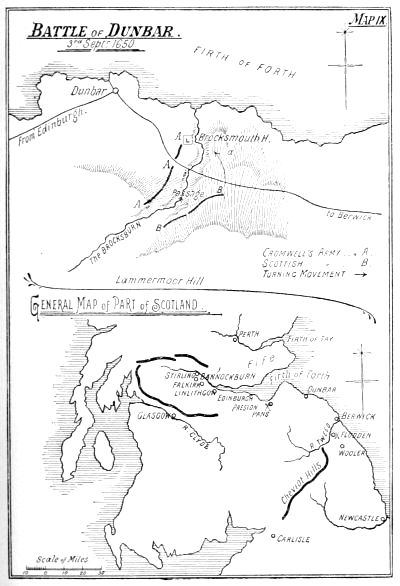 Map IX.
BATTLE OF DUNBAR.
3rd Septr 1650.
FIRTH OF FORTH
Dunbar
From Edinburgh.
A
Brocksmouth H.
a
A
Passage
A
B
B
The BROCKSBURN
to Berwick
CROMWELL'S ARMY ... A.
SCOTTISH " B.
TURNING MOVEMENT →
Lammermoor Hill
GENERAL MAP OF PART OF SCOTLAND.
PERTH
FIRTH OF TAY
Fife
STIRLING
BANNOCKBURN
Firth of Forth
FALKIRK
LINLITHGOW
DUNBAR
EDINBURGH
PRESTON
PANS
GLASGOW
R. CLYDE
BERWICK
R. TWEED
FLODDEN
WOOLER
Cheviot Hills
NEWCASTLE
CARLISLE
Scale of Miles
10 0 10 20 30